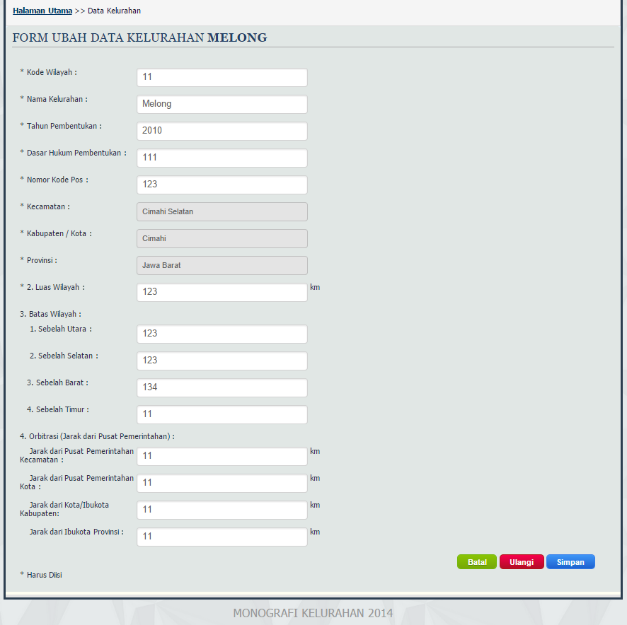 Halaman Utama >> Data Kelurahan
FORM UBAH DATA KELURAHAN MELONG
* Kode Wilayah :
11
* Nama Kelurahan :
Melong
* Tahun Pembentukan :
2010
* Dasar Hukum Pembentukan :
111
* Nomor Kode Pos :
123
* Kecamatan :
Cimahi Selatan
* Kabupaten / Kota :
Cimahi
* Provinsi :
Jawa Barat
* 2. Luas Wilayah :
123 km
3. Batas Wilayah :
1. Sebelah Utara :
123
2. Sebelah Selatan :
123
3. Sebelah Barat :
134
4. Sebelah Timur :
11
4. Orbitrasi (Jarak dari Pusat Pemerintahan) :
Jarak dari Pusat Pemerintahan
Kecamatan :
11 km
Jarak dari Pusat Pemerintahan
Kota :
11 km
Jarak dari Kota/Ibukota
Kabupaten:
11 km
Jarak dari Ibukota Provinsi :
11 km
Batal Ulangi Simpan
* Harus Diisi
MONOGRAFI KELURAHAN 2014